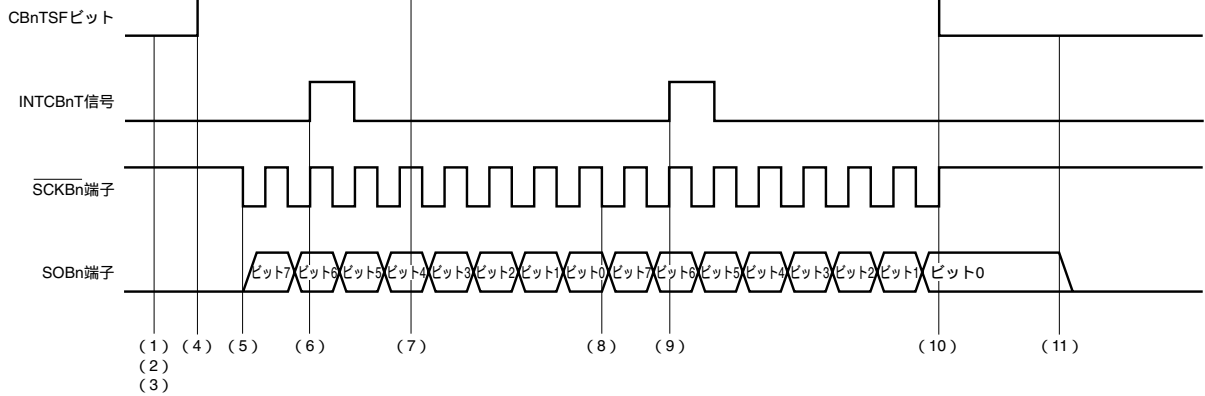 CBnTSFビット
INTCBnT信号
SCKBn端子
SOBn端子
ビット7 ビット6 ビット5 ビット4 ビット3 ビット2 ビット1 ビット0 ビット7 ビット6 ビット5 ビット4 ビット3 ビット2 ビット1 ビット0
(1) (4) (5) (6) (7) (8) (9) (10) (11)
(2)
(3)